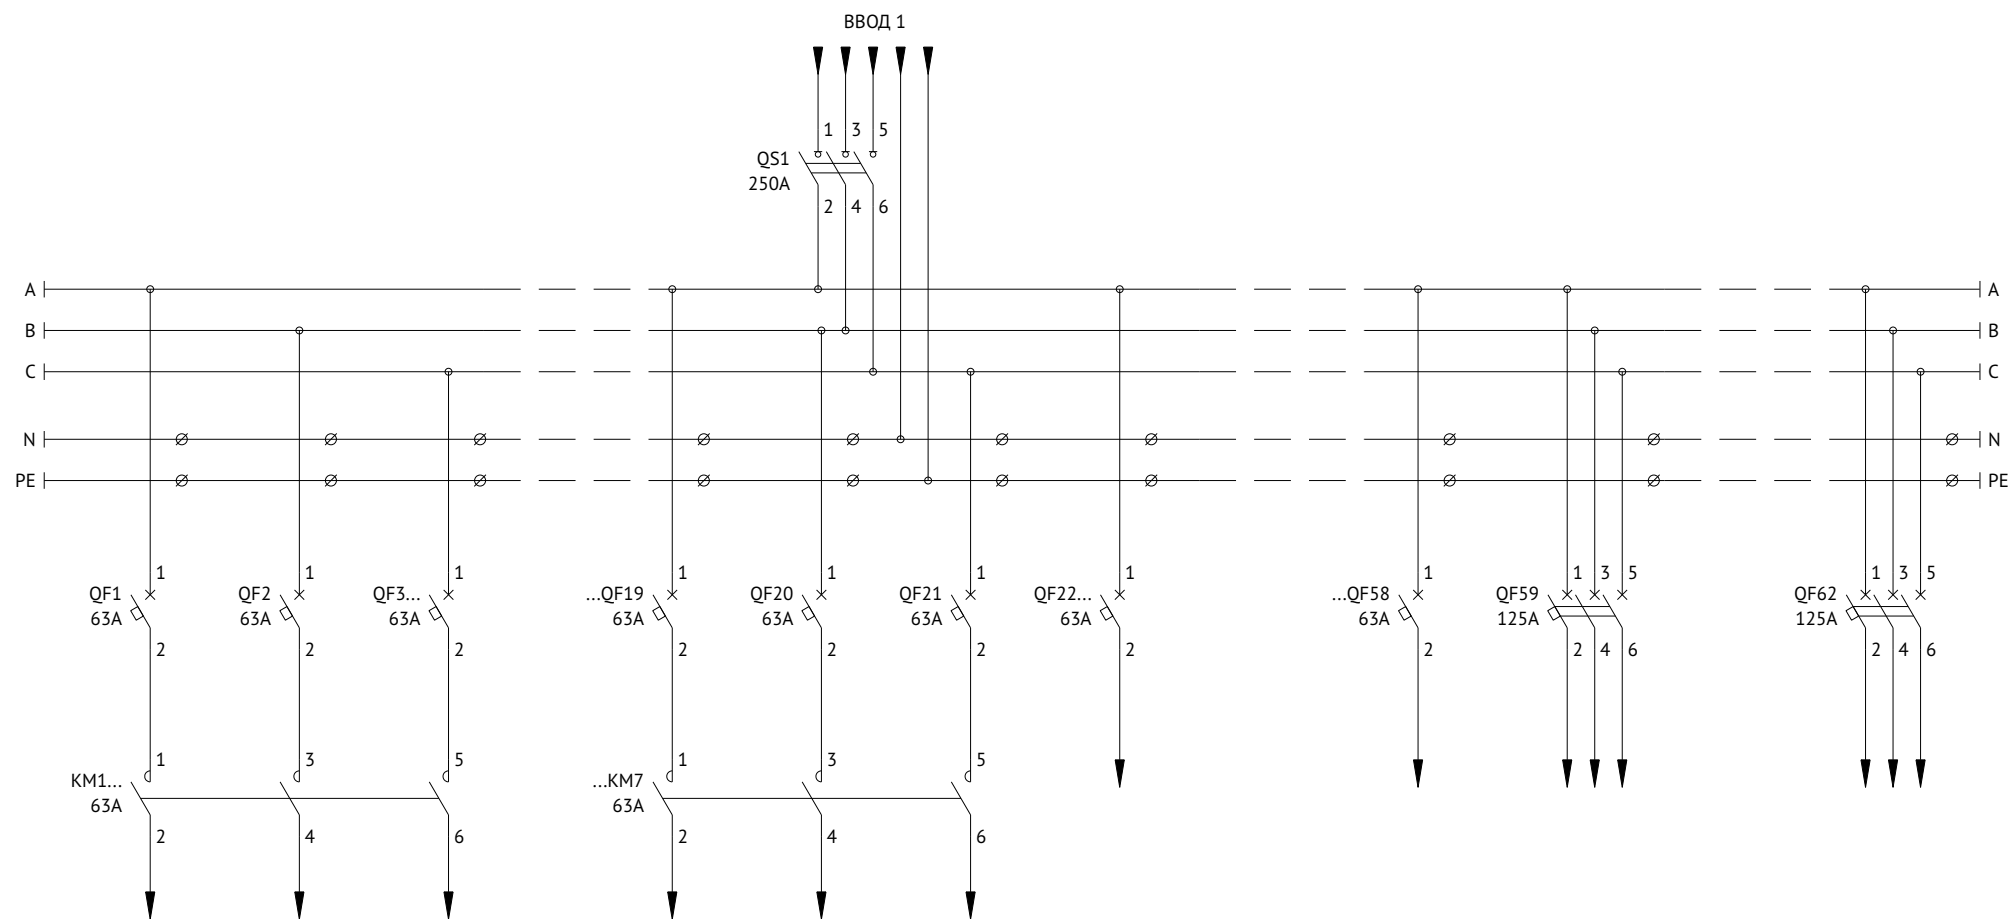 ВВОД 1
1 3 5
QS1
250A
2 4 6
A A
B B
C C
N N
PE PE
1 1 1 1 1 1 1 1 1 3 5 1 3 5
QF1 QF2 QF3... ...QF19 QF20 QF21 QF22... ...QF58 QF59 QF62
63A 63A 63A 63A 63A 63A 63A 63A 125A 125A
2 2 2 2 2 2 2 2 2 4 6 2 4 6
1 3 5 1 3 5
KM1... ...KM7
63A 63A
2 4 6 2 4 6